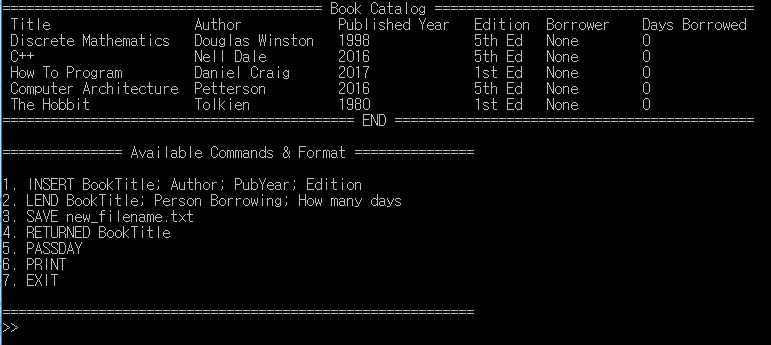 ======================================== Book Catalog ========================================
Title Author Published Year Edition Borrower Days Borrowed
Discrete Mathematics Douglas Winston 1998 5th Ed None 0
C++ Nell Dale 2016 5th Ed None 0
How To Program Daniel Craig 2017 1st Ed None 0
Computer Architecture Petterson 2016 5th Ed None 0
The Hobbit Tolkien 1980 1st Ed None 0
============================================ END =============================================
=============== Available Commands & Format ===============
1. INSERT BookTitle; Author; PubYear; Edition
2. LEND BookTitle; Person Borrowing; How many days
3. SAVE new_filename.txt
4. RETURNED BookTitle
5. PASSDAY
6. PRINT
7. EXIT
===========================================================
>>